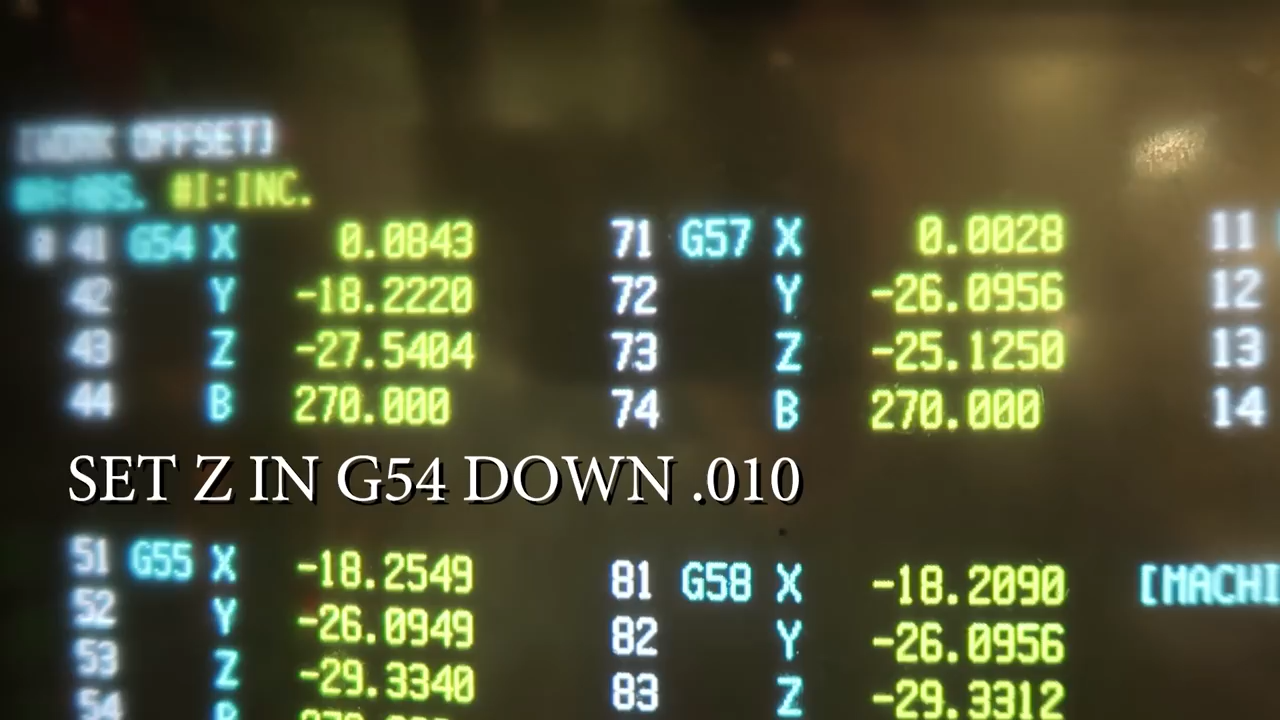 [WORK OFFSET]
#A:ABS. #I:INC.
# 41 G54 X 0.0843 71 G57 X 0.0028 11
42 Y -18.2220 72 Y -26.0956 12
43 Z -27.5404 73 Z -25.1250 13
44 B 270.000 74 B 270.000 14
SET Z IN G54 DOWN .010
51 G55 X -18.2549 81 G58 X -18.2090 [MACHI
52 Y -26.0949 82 Y -26.0956
53 Z -29.3340 83 Z -29.3312
54